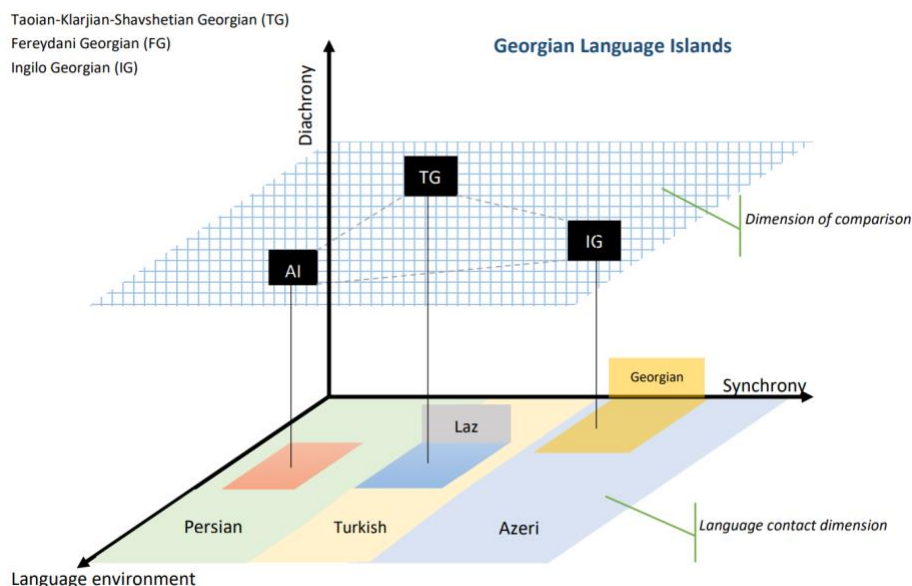 Taoian-Klarjian-Shavshetian Georgian (TG)
Fereydani Georgian (FG)
Ingilo Georgian (IG)
Georgian Language Islands
Diachrony
TG
IG
AI
Dimension of comparison
Georgian
Synchrony
Laz
Persian
Turkish
Azeri
Language contact dimension
Language environment